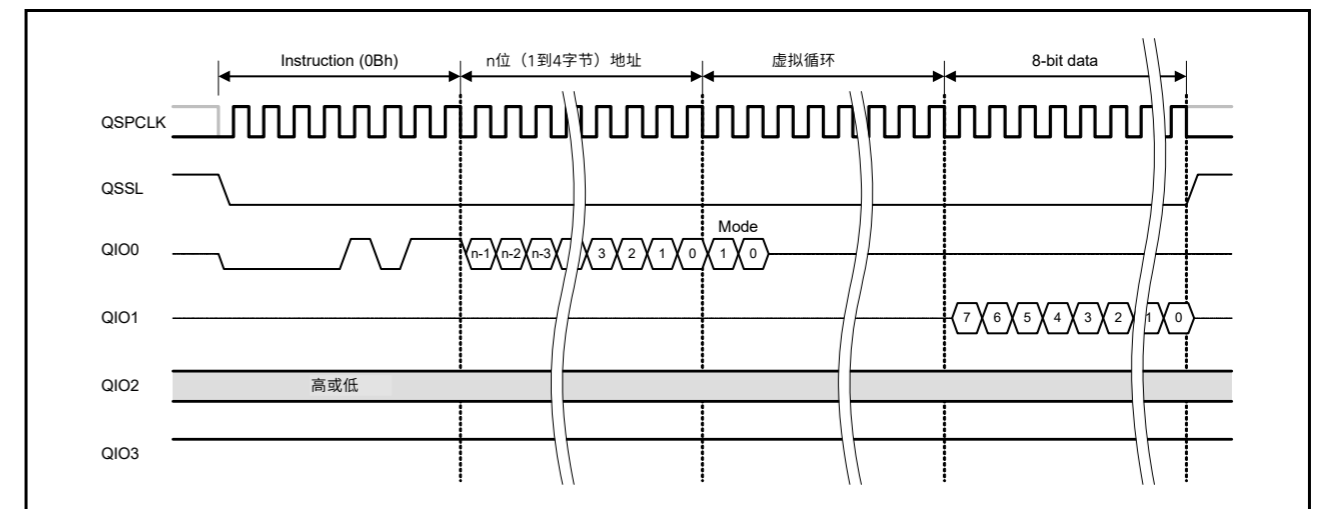 Instruction (0Bh) n位（1到4字节）地址 虚拟循环 8-bit data
QSPCLK
QSSL
Mode
QIO0 n-1 n-2 n-3 3 2 1 0 1 0
QIO1 7 6 5 4 3 2 1 0
QIO2 高或低
QIO3